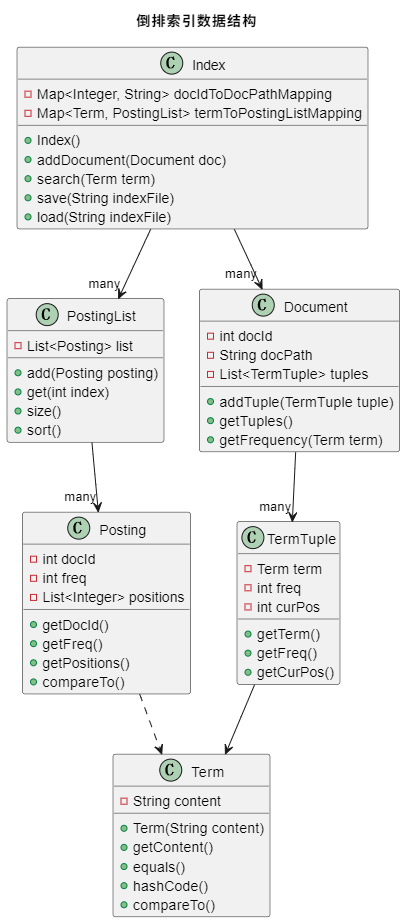 倒排索引数据结构
C Index
Map<Integer, String> docIdToDocPathMapping
Map<Term, PostingList> termToPostingListMapping
Index()
addDocument(Document doc)
search(Term term)
save(String indexFile)
load(String indexFile)
many
many
C PostingList
List<Posting> list
add(Posting posting)
get(int index)
size()
sort()
C Document
int docId
String docPath
List<TermTuple> tuples
addTuple(TermTuple tuple)
getTuples()
getFrequency(Term term)
many
many
C Posting
int docId
int freq
List<Integer> positions
getDocId()
getFreq()
getPositions()
compareTo()
C TermTuple
Term term
int freq
int curPos
getTerm()
getFreq()
getCurPos()
C Term
String content
Term(String content)
getContent()
equals()
hashCode()
compareTo()